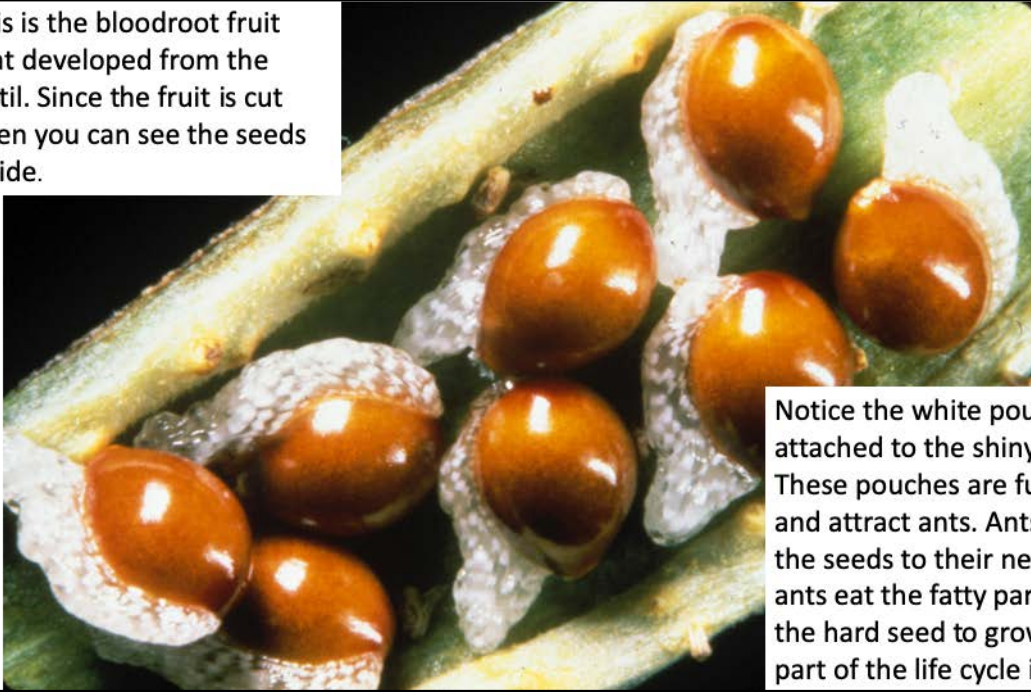 is is the bloodroot fruit
at developed from the
til. Since the fruit is cut
en you can see the seeds
ide.
Notice the white pou
attached to the shiny
These pouches are fu
and attract ants. Ant
the seeds to their ne
ants eat the fatty par
the hard seed to grov
part of the life cycle i